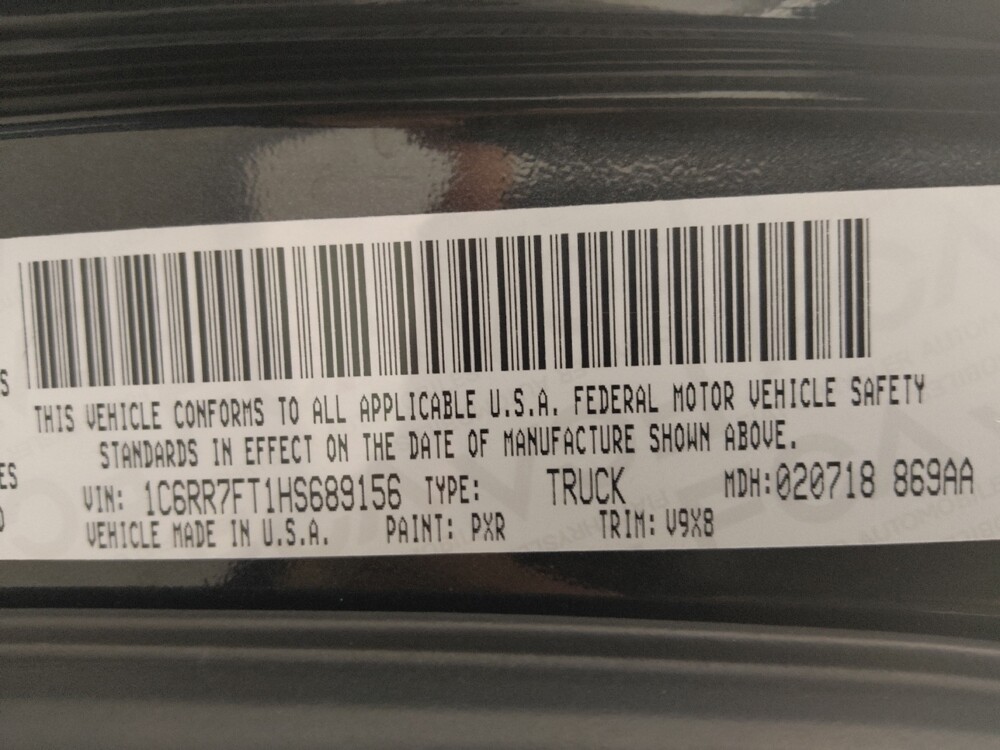 S
THIS VEHICLE CONFORMS TO ALL APPLICABLE U.S.A. FEDERAL MOTOR VEHICLE SAFETY
STANDARDS IN EFFECT ON THE DATE OF MANUFACTURE SHOWN ABOVE.
ES
VIN: 1C6RR7FT1HS689156 TYPE: TRUCK MDH:020718 869AA
VEHICLE MADE IN U.S.A. PAINT: PXR TRIM: V9X8